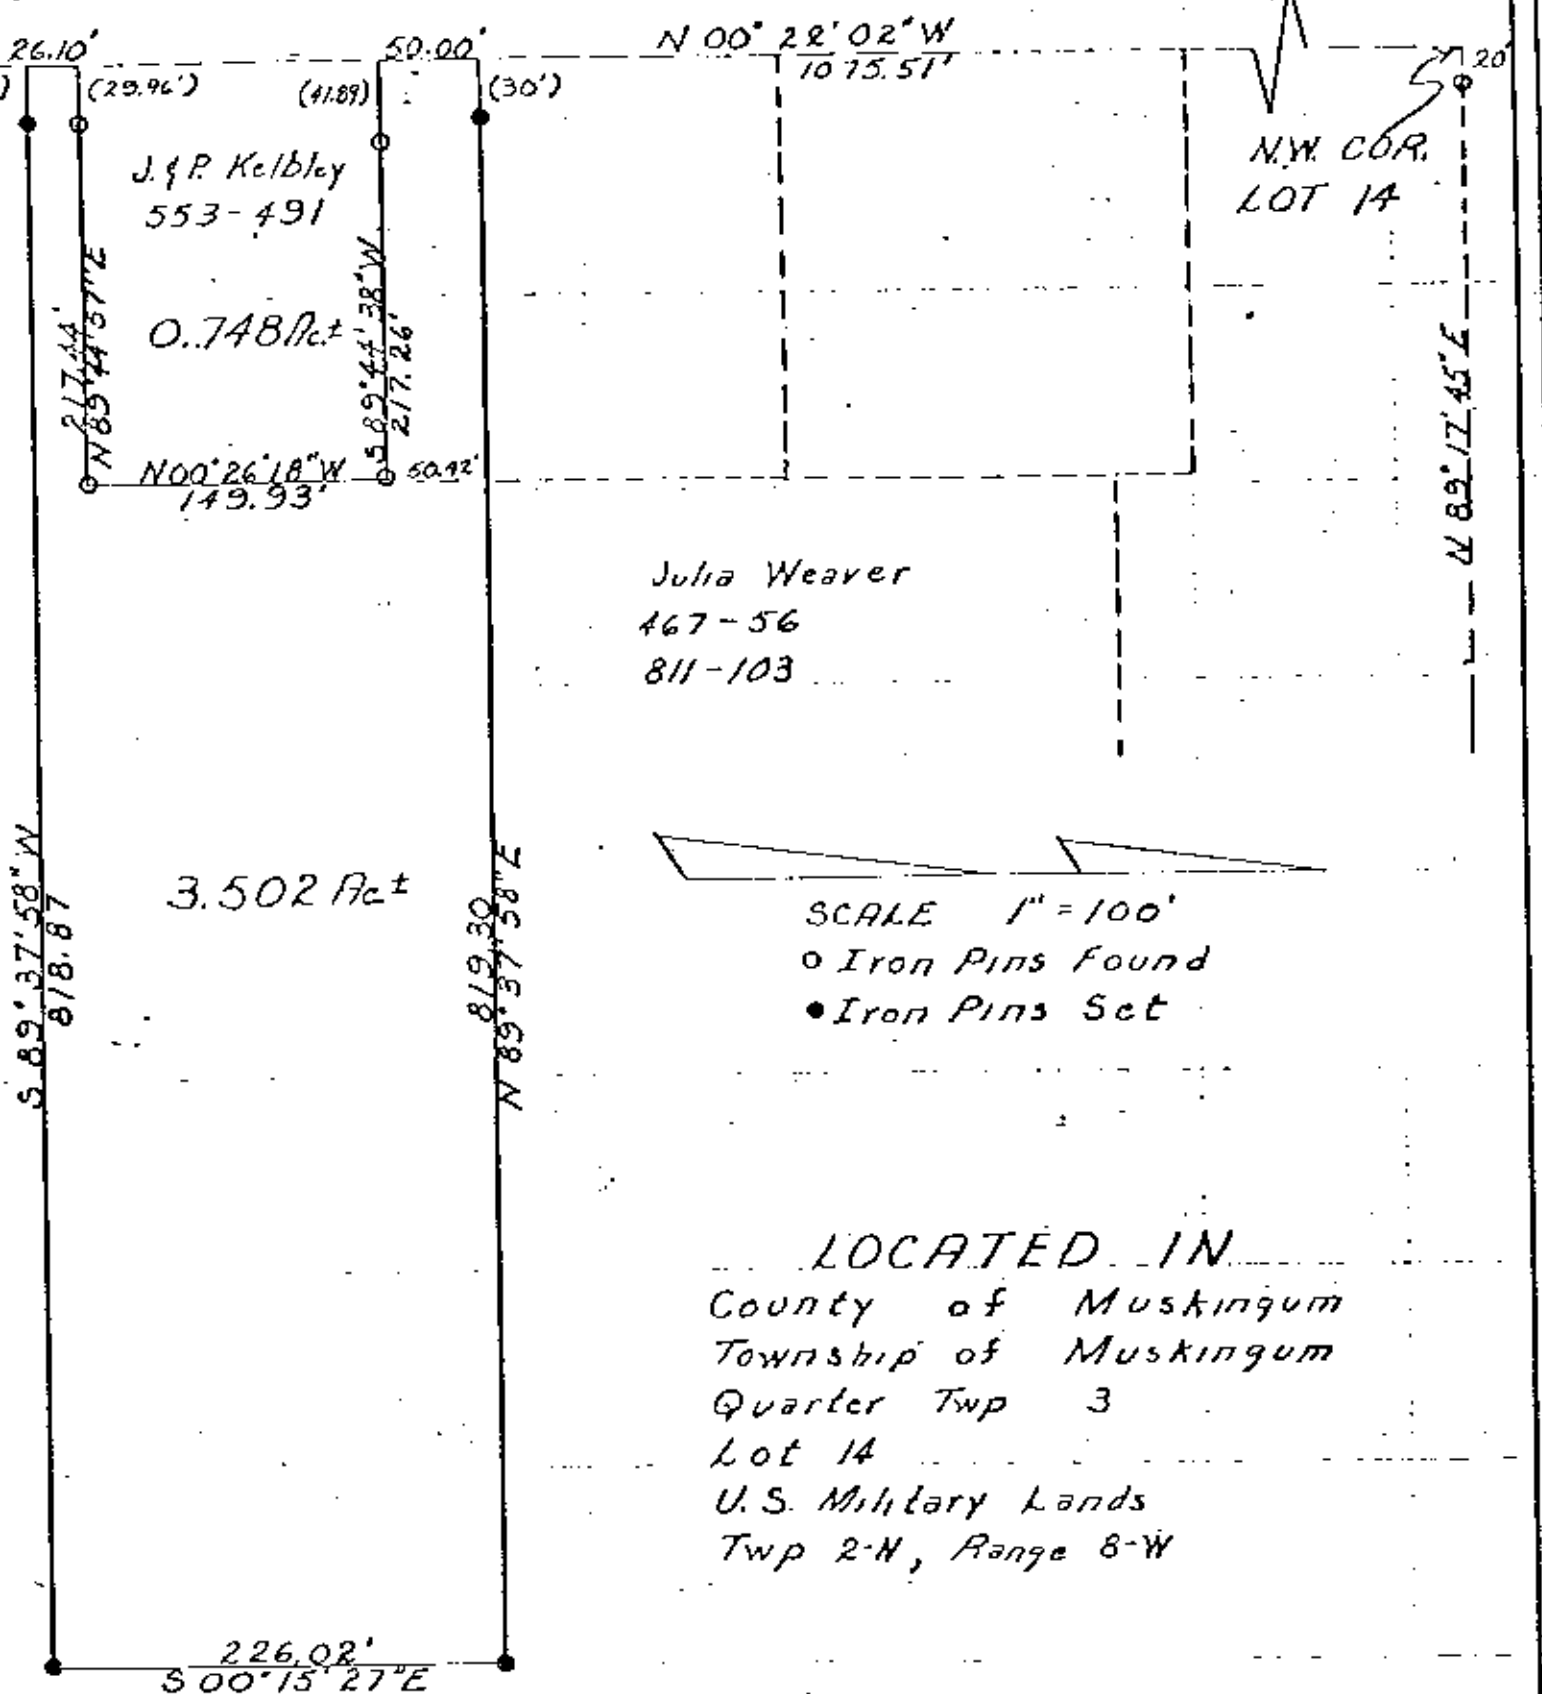 26.10'
50.00'
N 00° 22' 02" W
1075.51'
20'
)
(29.96')
(41.89)
(30')
N.W. COR.
LOT 14
J. & P. Kelbley
553-491
217.44'
N 89° 44' 57" E
0.748 Ac.±
S 89° 44' 38" W
217.26'
N 89° 17' 45" E
N 00° 26' 18" W
149.93'
50.92'
Julia Weaver
467-56
811-103
S 89° 37' 58" W
818.87
3.502 Ac ±
819.30
N 89° 37' 58" E
SCALE 1" = 100'
o Iron Pins Found
• Iron Pins Set
LOCATED IN
County of Muskingum
Township of Muskingum
Quarter Twp 3
Lot 14
U.S. Military Lands
Twp 2-N, Range 8-W
226.02'
S 00° 15' 27" E